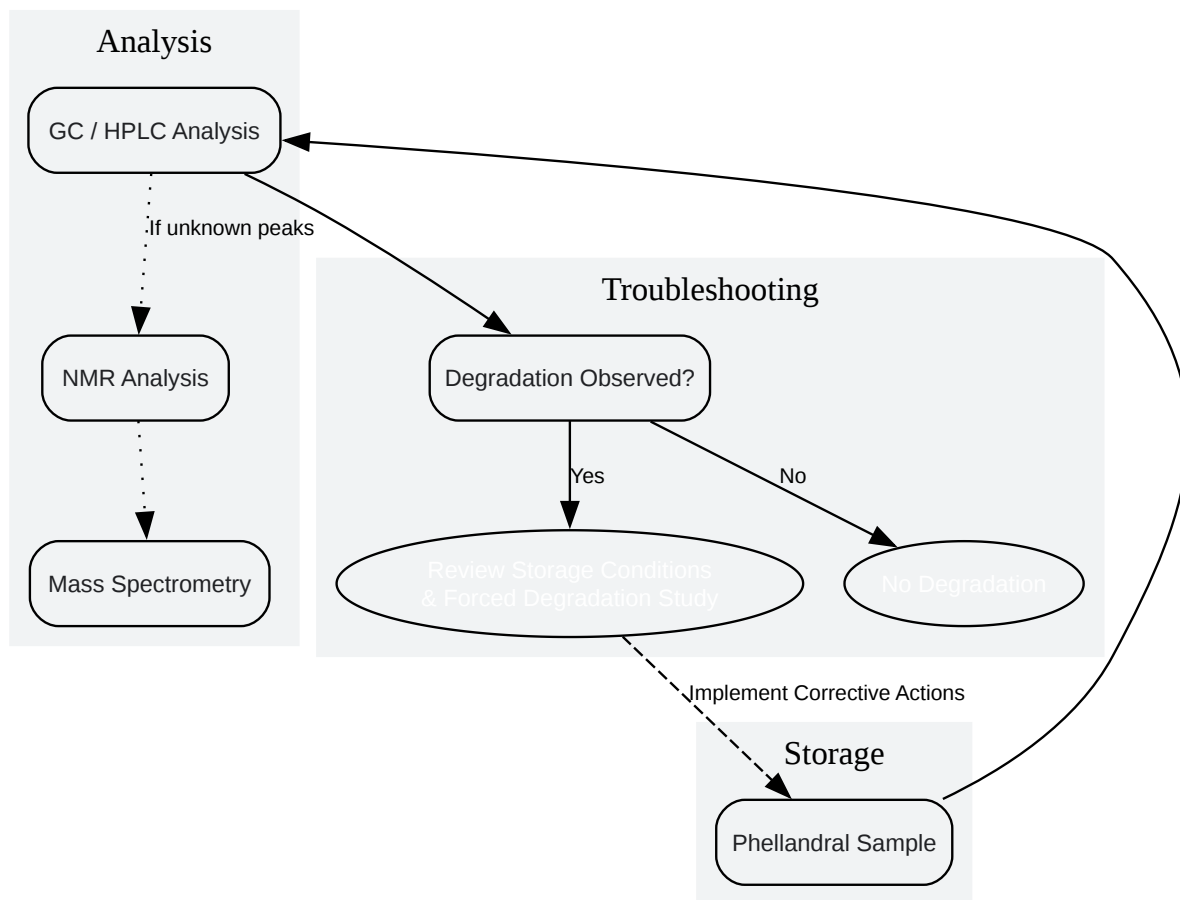 Analysis
GC / HPLC Analysis
If unknown peaks
Troubleshooting
NMR Analysis
Degradation Observed?
Yes
No
Mass Spectrometry
Review Storage Conditions
& Forced Degradation Study
No Degradation
Implement Corrective Actions
Storage
Phellandral Sample